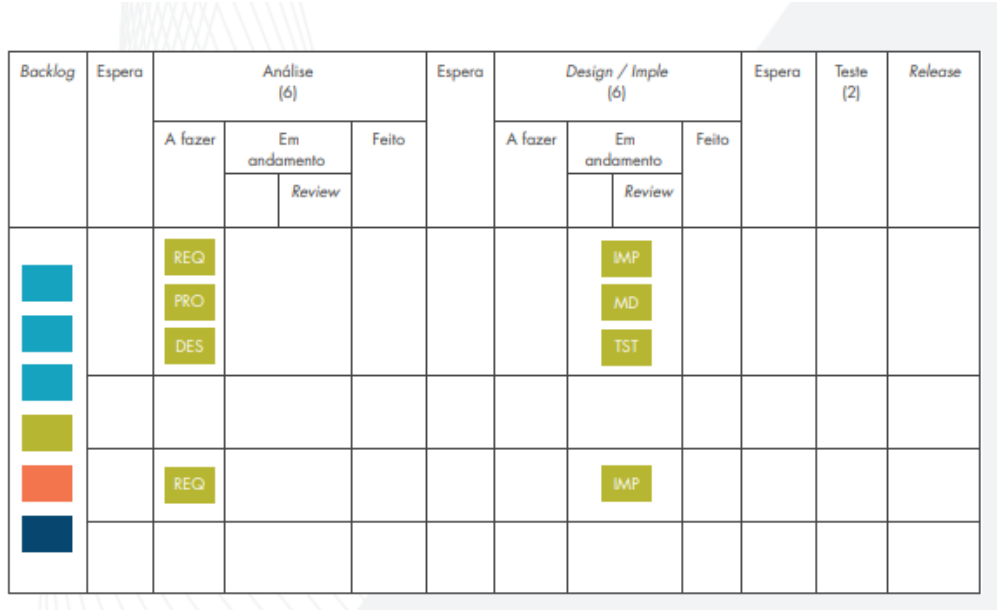 Backlog
Espera
Análise
(6)
Espera
Design / Imple
(6)
Espera
Teste
(2)
Release
A fazer
Em
andamento
Feito
A fazer
Em
andamento
Feito
Review
Review
REQ
IMP
PRO
MD
DES
TST
REQ
IMP